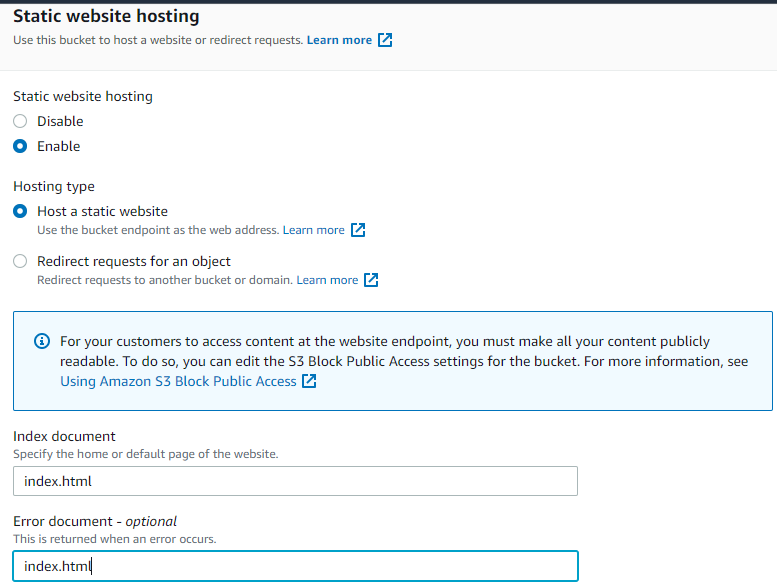 Static website hosting
Use this bucket to host a website or redirect requests. Learn more
Static website hosting
Disable
Enable
Hosting type
Host a static website
Use the bucket endpoint as the web address. Learn more
Redirect requests for an object
Redirect requests to another bucket or domain. Learn more
For your customers to access content at the website endpoint, you must make all your content publicly
readable. To do so, you can edit the S3 Block Public Access settings for the bucket. For more information, see
Using Amazon S3 Block Public Access
Index document
Specify the home or default page of the website.
index.html
Error document - optional
This is returned when an error occurs.
index.html